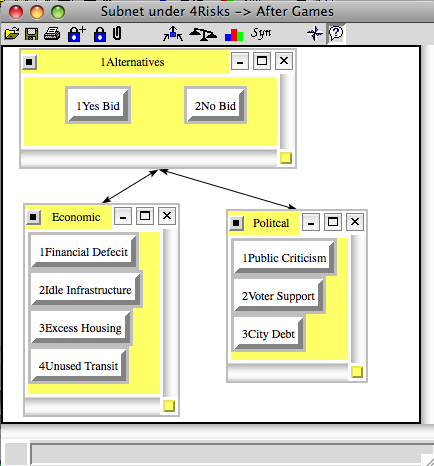 Subnet under 4Risks -> After Games
Syn
1Alternatives
1Yes Bid
2No Bid
Economic
1Financial Defecit
2Idle Infrastructure
3Excess Housing
4Unused Transit
Politcal
1Public Criticism
2Voter Support
3City Debt